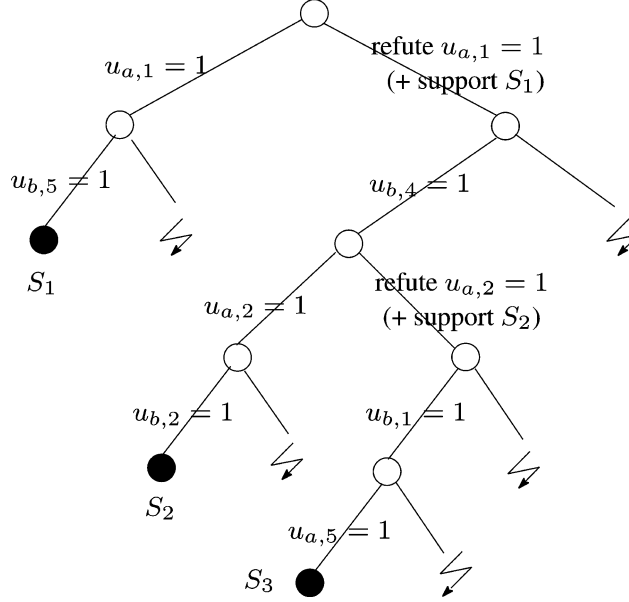 u_{a,1} = 1
refute u_{a,1} = 1
(+ support S_1)
u_{b,5} = 1
u_{b,4} = 1
S_1
u_{a,2} = 1
refute u_{a,2} = 1
(+ support S_2)
u_{b,2} = 1
u_{b,1} = 1
S_2
u_{a,5} = 1
S_3